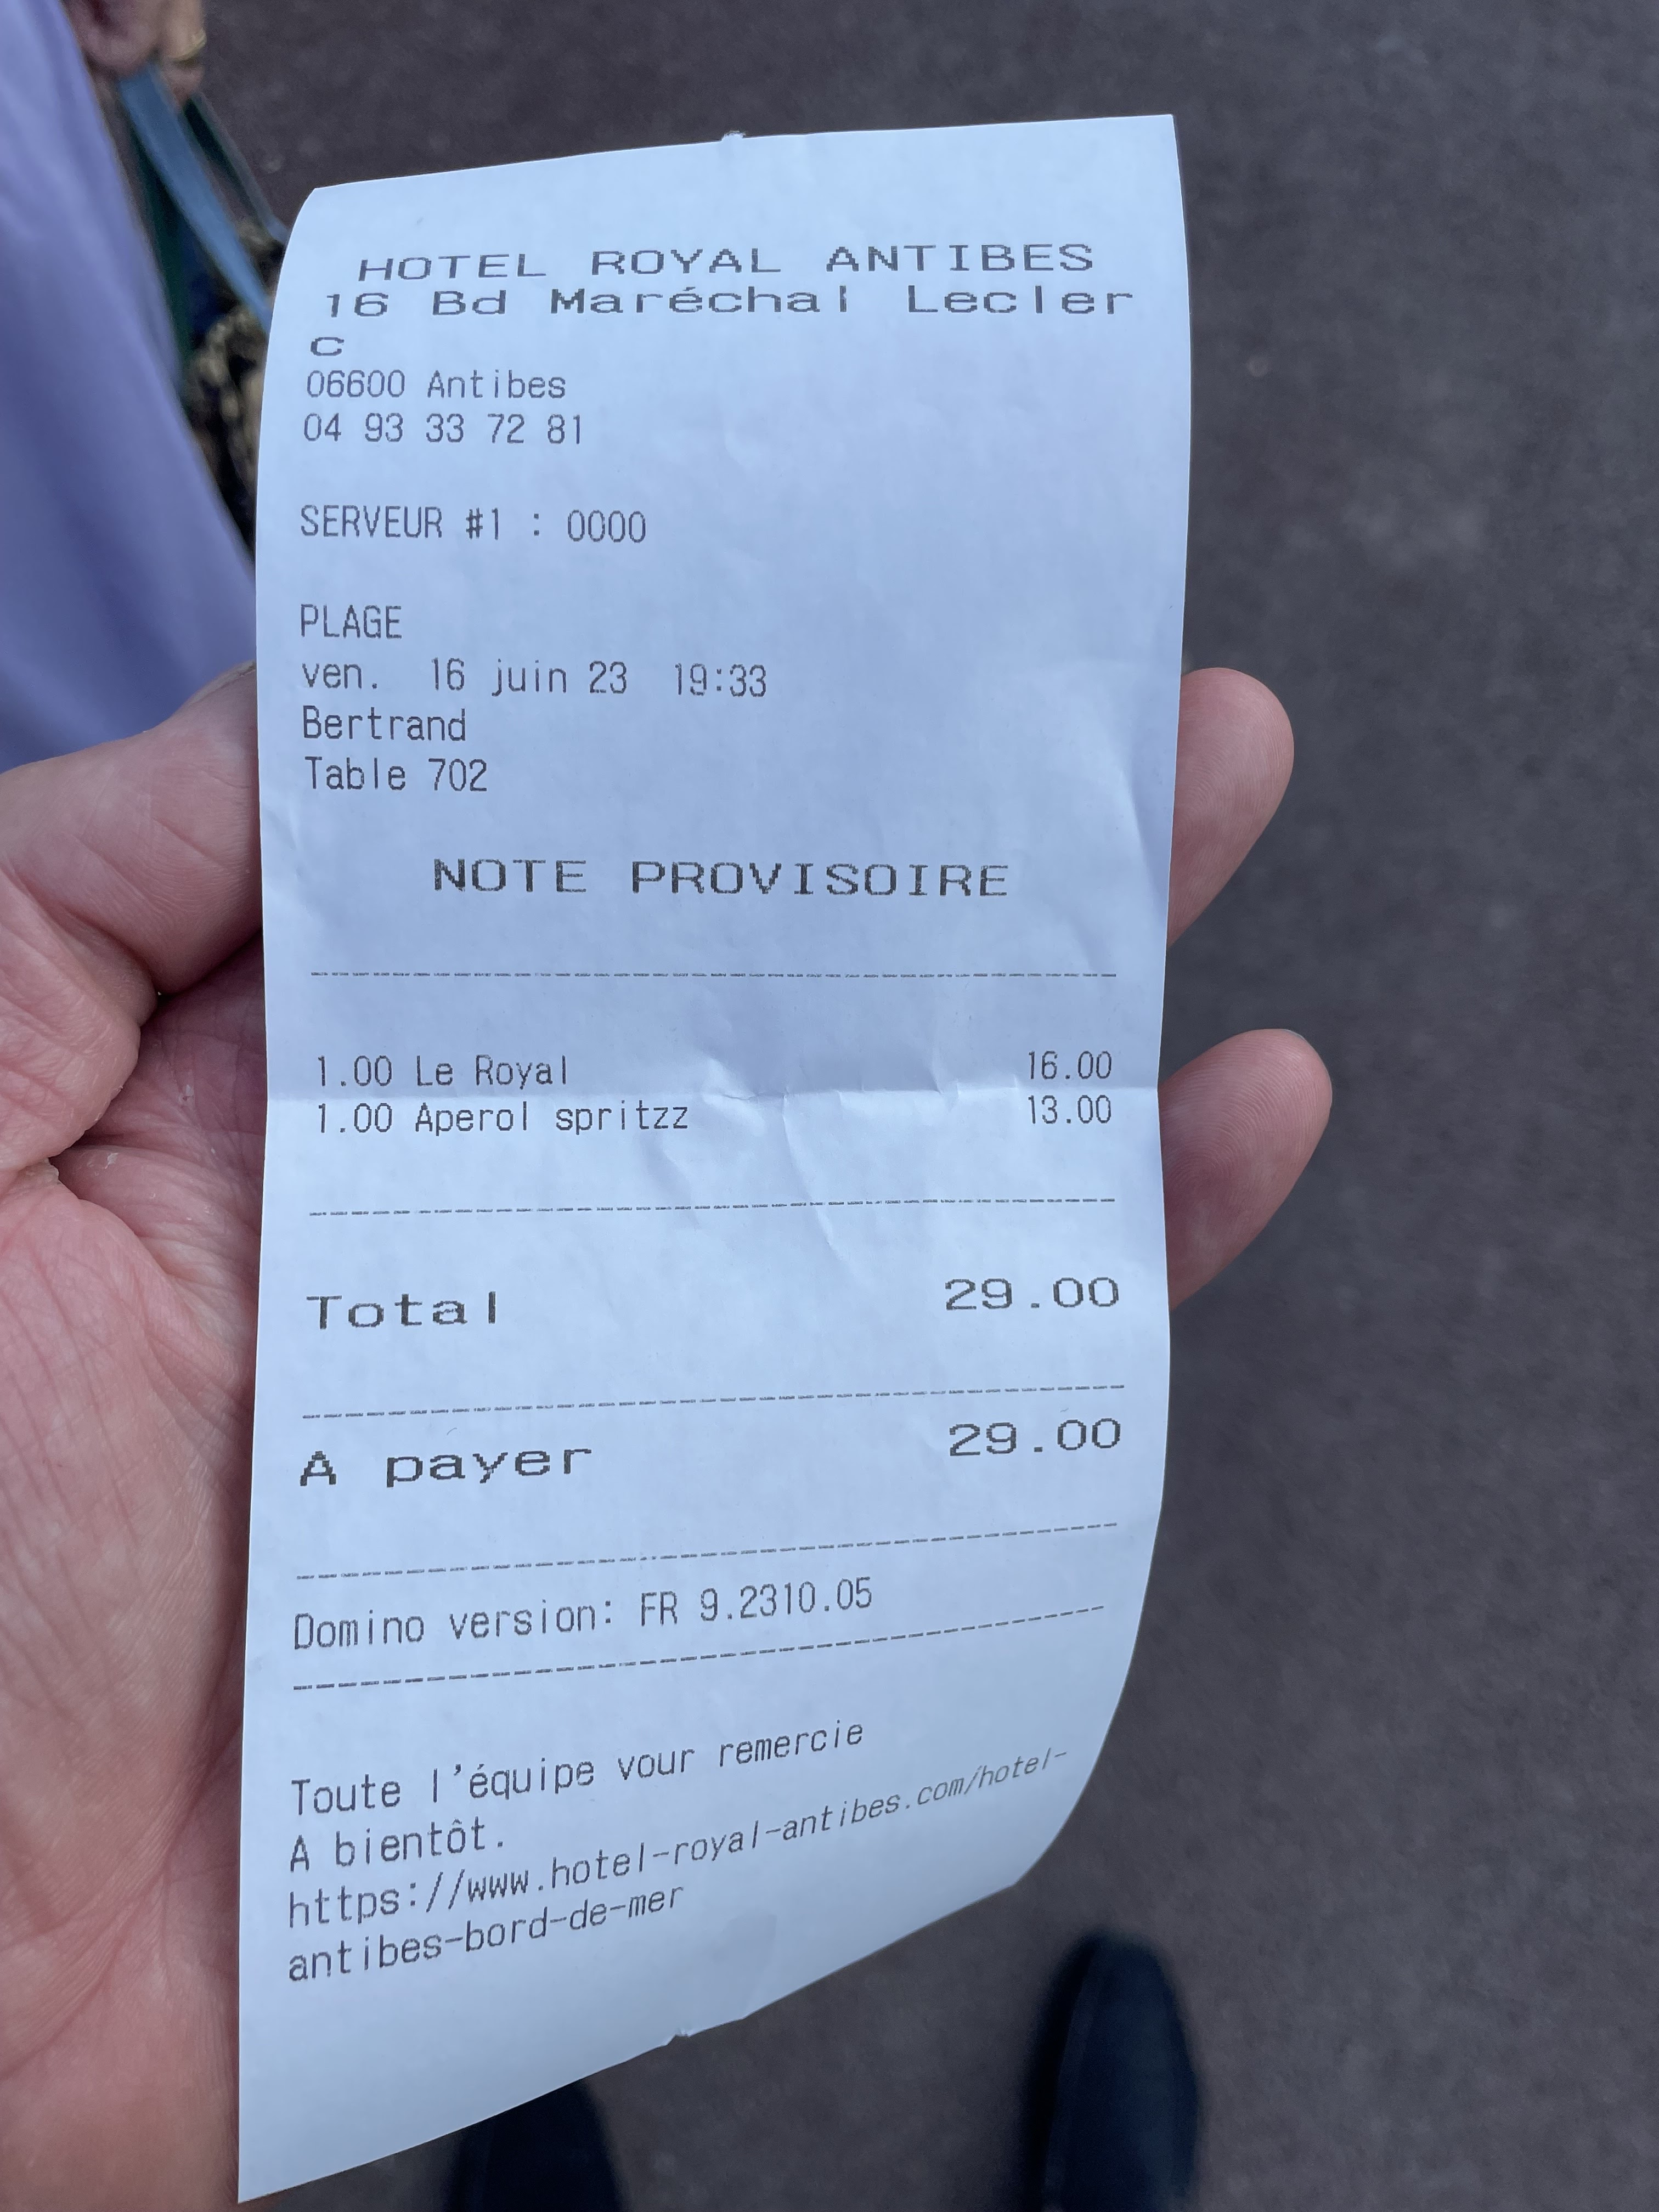 HOTEL ROYAL ANTIBES
16 Bd Maréchal Lecler
c
06600 Antibes
04 93 33 72 81
SERVEUR #1 : 0000
PLAGE
ven. 16 juin 23 19:33
Bertrand
Table 702
NOTE PROVISOIRE
1.00 Le Royal 16.00
1.00 Aperol spritzz 13.00
Total 29.00
A payer 29.00
Domino version: FR 9.2310.05
Toute l'équipe vour remercie
A bientôt.
https://www.hotel-royal-antibes.com/hotel-
antibes-bord-de-mer